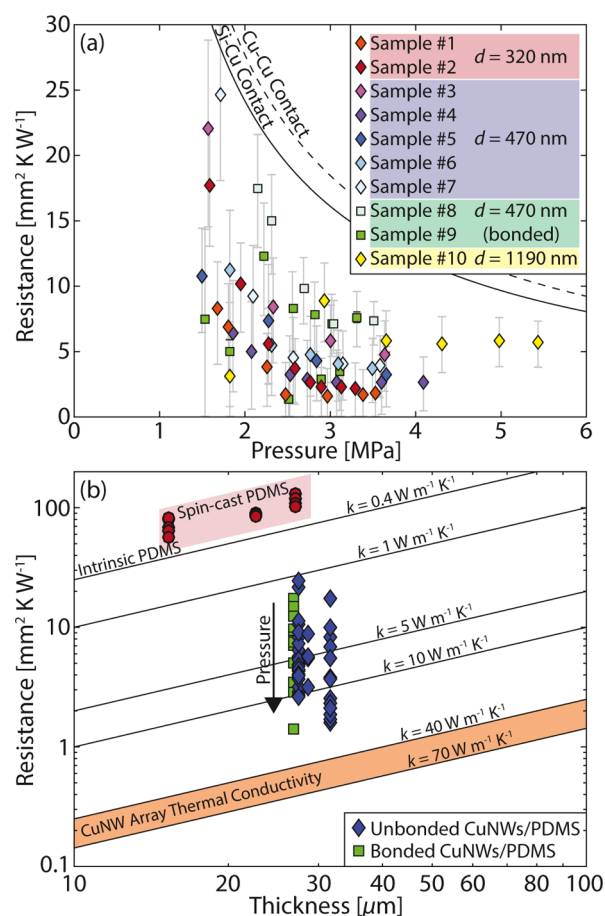 (a)
Resistance [mm² K W⁻¹]
30
25
20
15
10
5
0
0
1
2
3
4
5
6
Pressure [MPa]
Cu-Cu Contact
Si-Cu Contact
Sample #1
Sample #2
d = 320 nm
Sample #3
Sample #4
Sample #5
d = 470 nm
Sample #6
Sample #7
Sample #8
d = 470 nm
Sample #9
(bonded)
Sample #10 d = 1190 nm
(b)
Resistance [mm² K W⁻¹]
100
10
1
0.1
10
20
30
40
60
80
100
Thickness [μm]
Spin-cast PDMS
Intrinsic PDMS
k = 0.4 W m⁻¹ K⁻¹
k = 1 W m⁻¹ K⁻¹
k = 5 W m⁻¹ K⁻¹
k = 10 W m⁻¹ K⁻¹
k = 40 W m⁻¹ K⁻¹
k = 70 W m⁻¹ K⁻¹
Pressure
CuNW Array Thermal Conductivity
Unbonded CuNWs/PDMS
Bonded CuNWs/PDMS